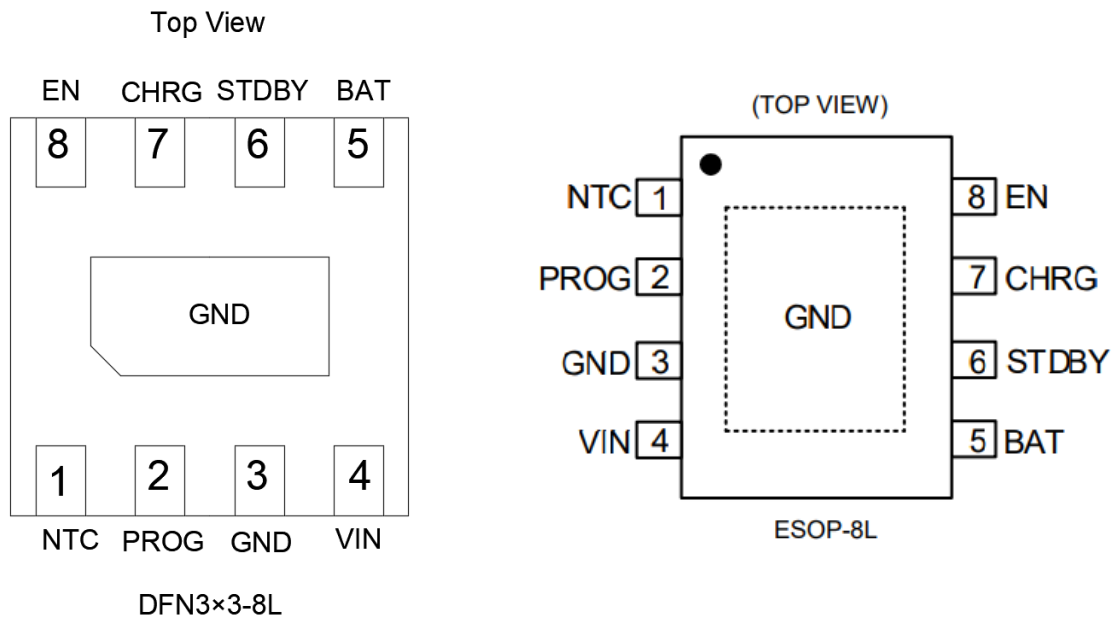 Top View
EN CHRG STDBY BAT
8 7 6 5
GND
1 2 3 4
NTC PROG GND VIN
DFN3×3-8L
(TOP VIEW)
NTC 1 8 EN
PROG 2 7 CHRG
GND
GND 3 6 STDBY
VIN 4 5 BAT
ESOP-8L